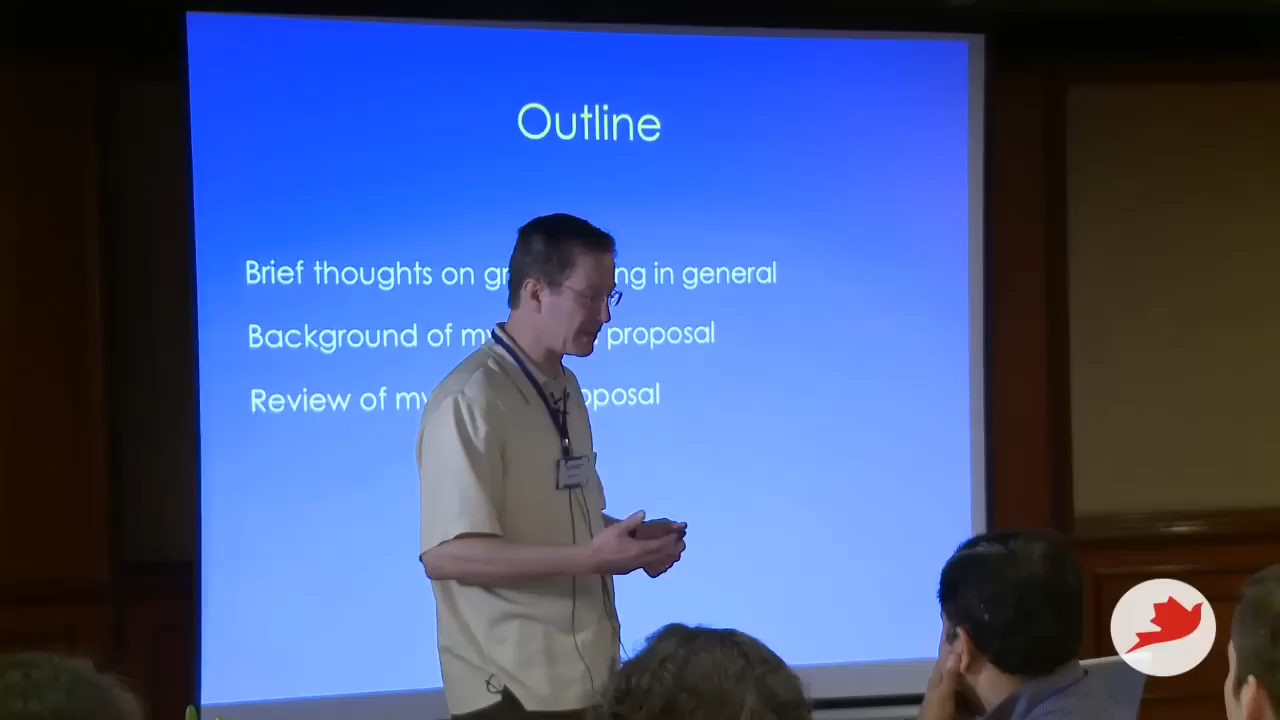 Outline
Brief thoughts on gr ng in general
Background of my proposal
Review of my oposal